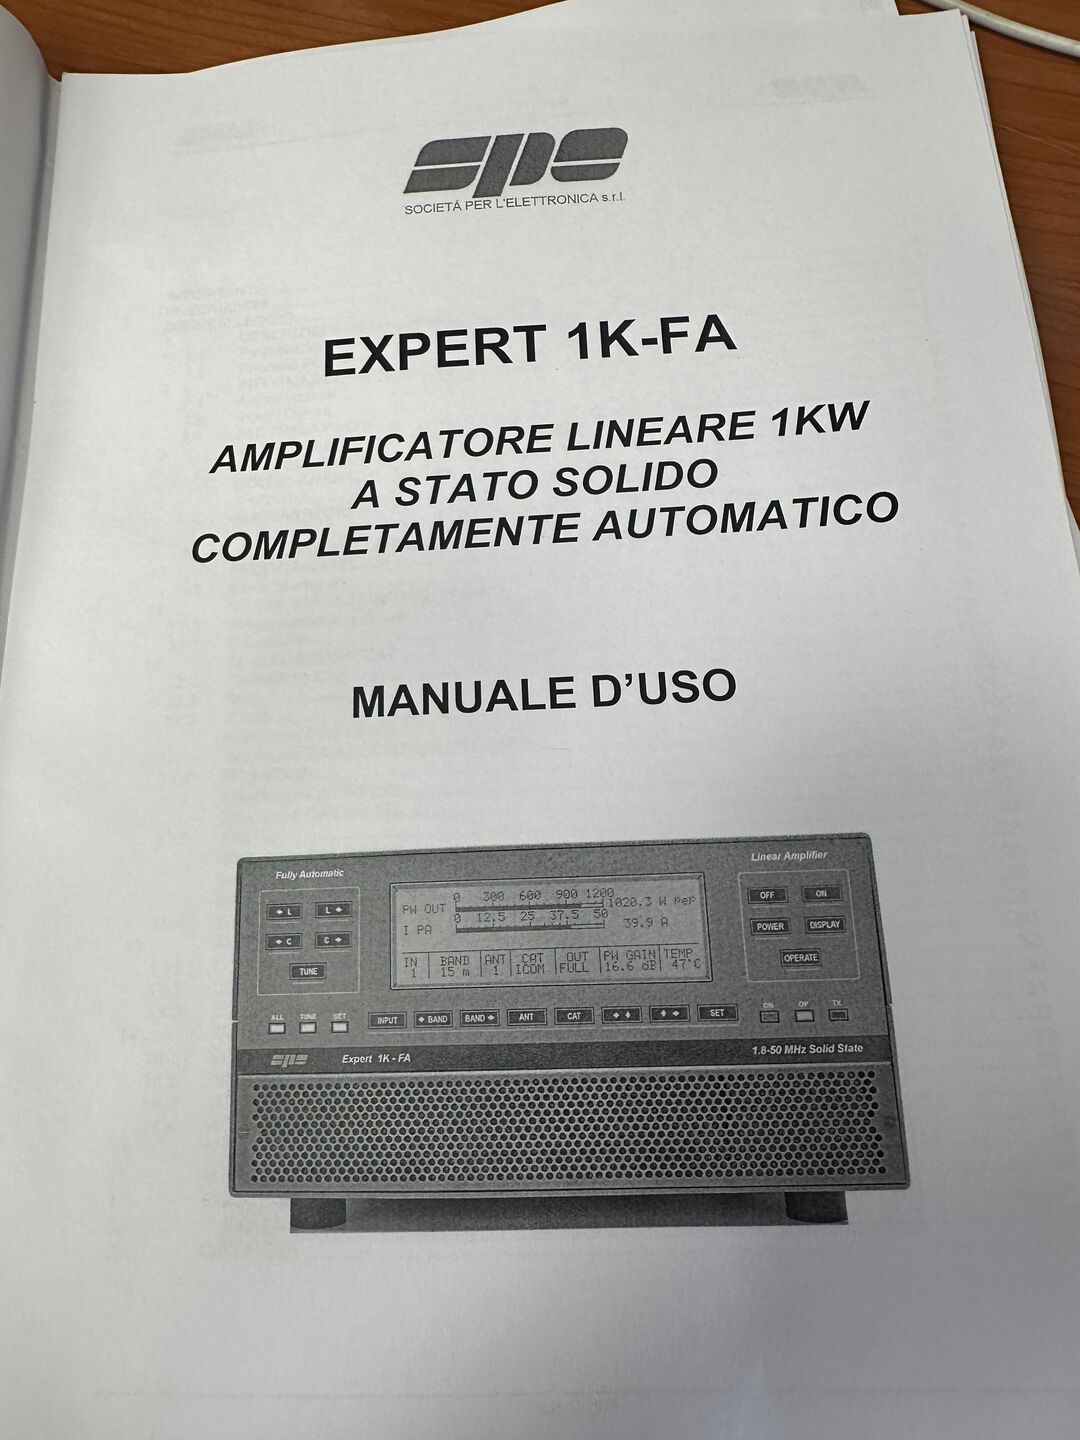 spe
SOCIETÀ PER L'ELETTRONICA s.r.l.
EXPERT 1K-FA
AMPLIFICATORE LINEARE 1KW
A STATO SOLIDO
COMPLETAMENTE AUTOMATICO
MANUALE D'USO
Fully Automatic
Linear Amplifier
L L
C C
TUNE
0 300 600 900 1200
PW OUT 1020.3 W pep
0 12.5 25 37.5 50
I PA 39.9 A
IN BAND ANT CAT OUT PW GAIN TEMP
1 15 m 1 ICOM FULL 16.6 dB 47°C
OFF ON
POWER DISPLAY
OPERATE
ALL TUNE SET
INPUT BAND BAND ANT CAT SET
ON OP TX
spe Expert 1K - FA 1.8-50 MHz Solid State